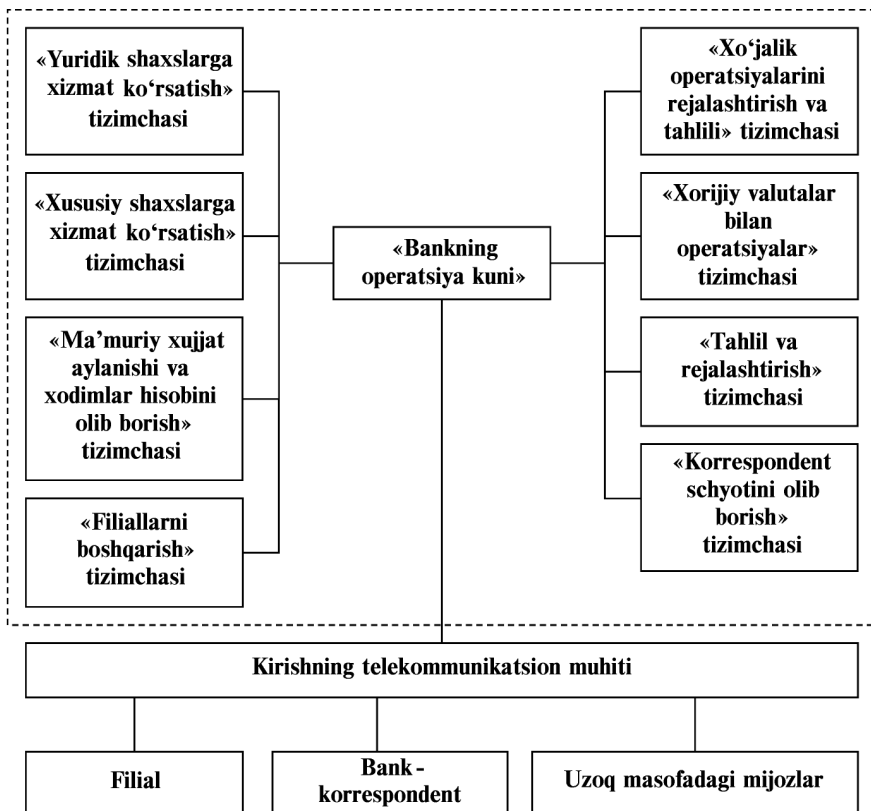 «Yuridik shaxslarga
xizmat ko‘rsatish»
tizimchasi
«Xususiy shaxslarga
xizmat ko‘rsatish»
tizimchasi
«Ma’muriy xujjat
aylanishi va
xodimlar hisobini
olib borish»
tizimchasi
«Filiallarni
boshqarish»
tizimchasi
«Bankning
operatsiya kuni»
«Xo‘jalik
operatsiyalarini
rejalashtirish va
tahlili» tizimchasi
«Xorijiy valutalar
bilan
operatsiyalar»
tizimchasi
«Tahlil va
rejalashtirish»
tizimchasi
«Korrespondent
schyotini olib
borish»
tizimchasi
Kirishning telekommunikatsion muhiti
Filial
Bank -
korrespondent
Uzoq masofadagi mijozlar